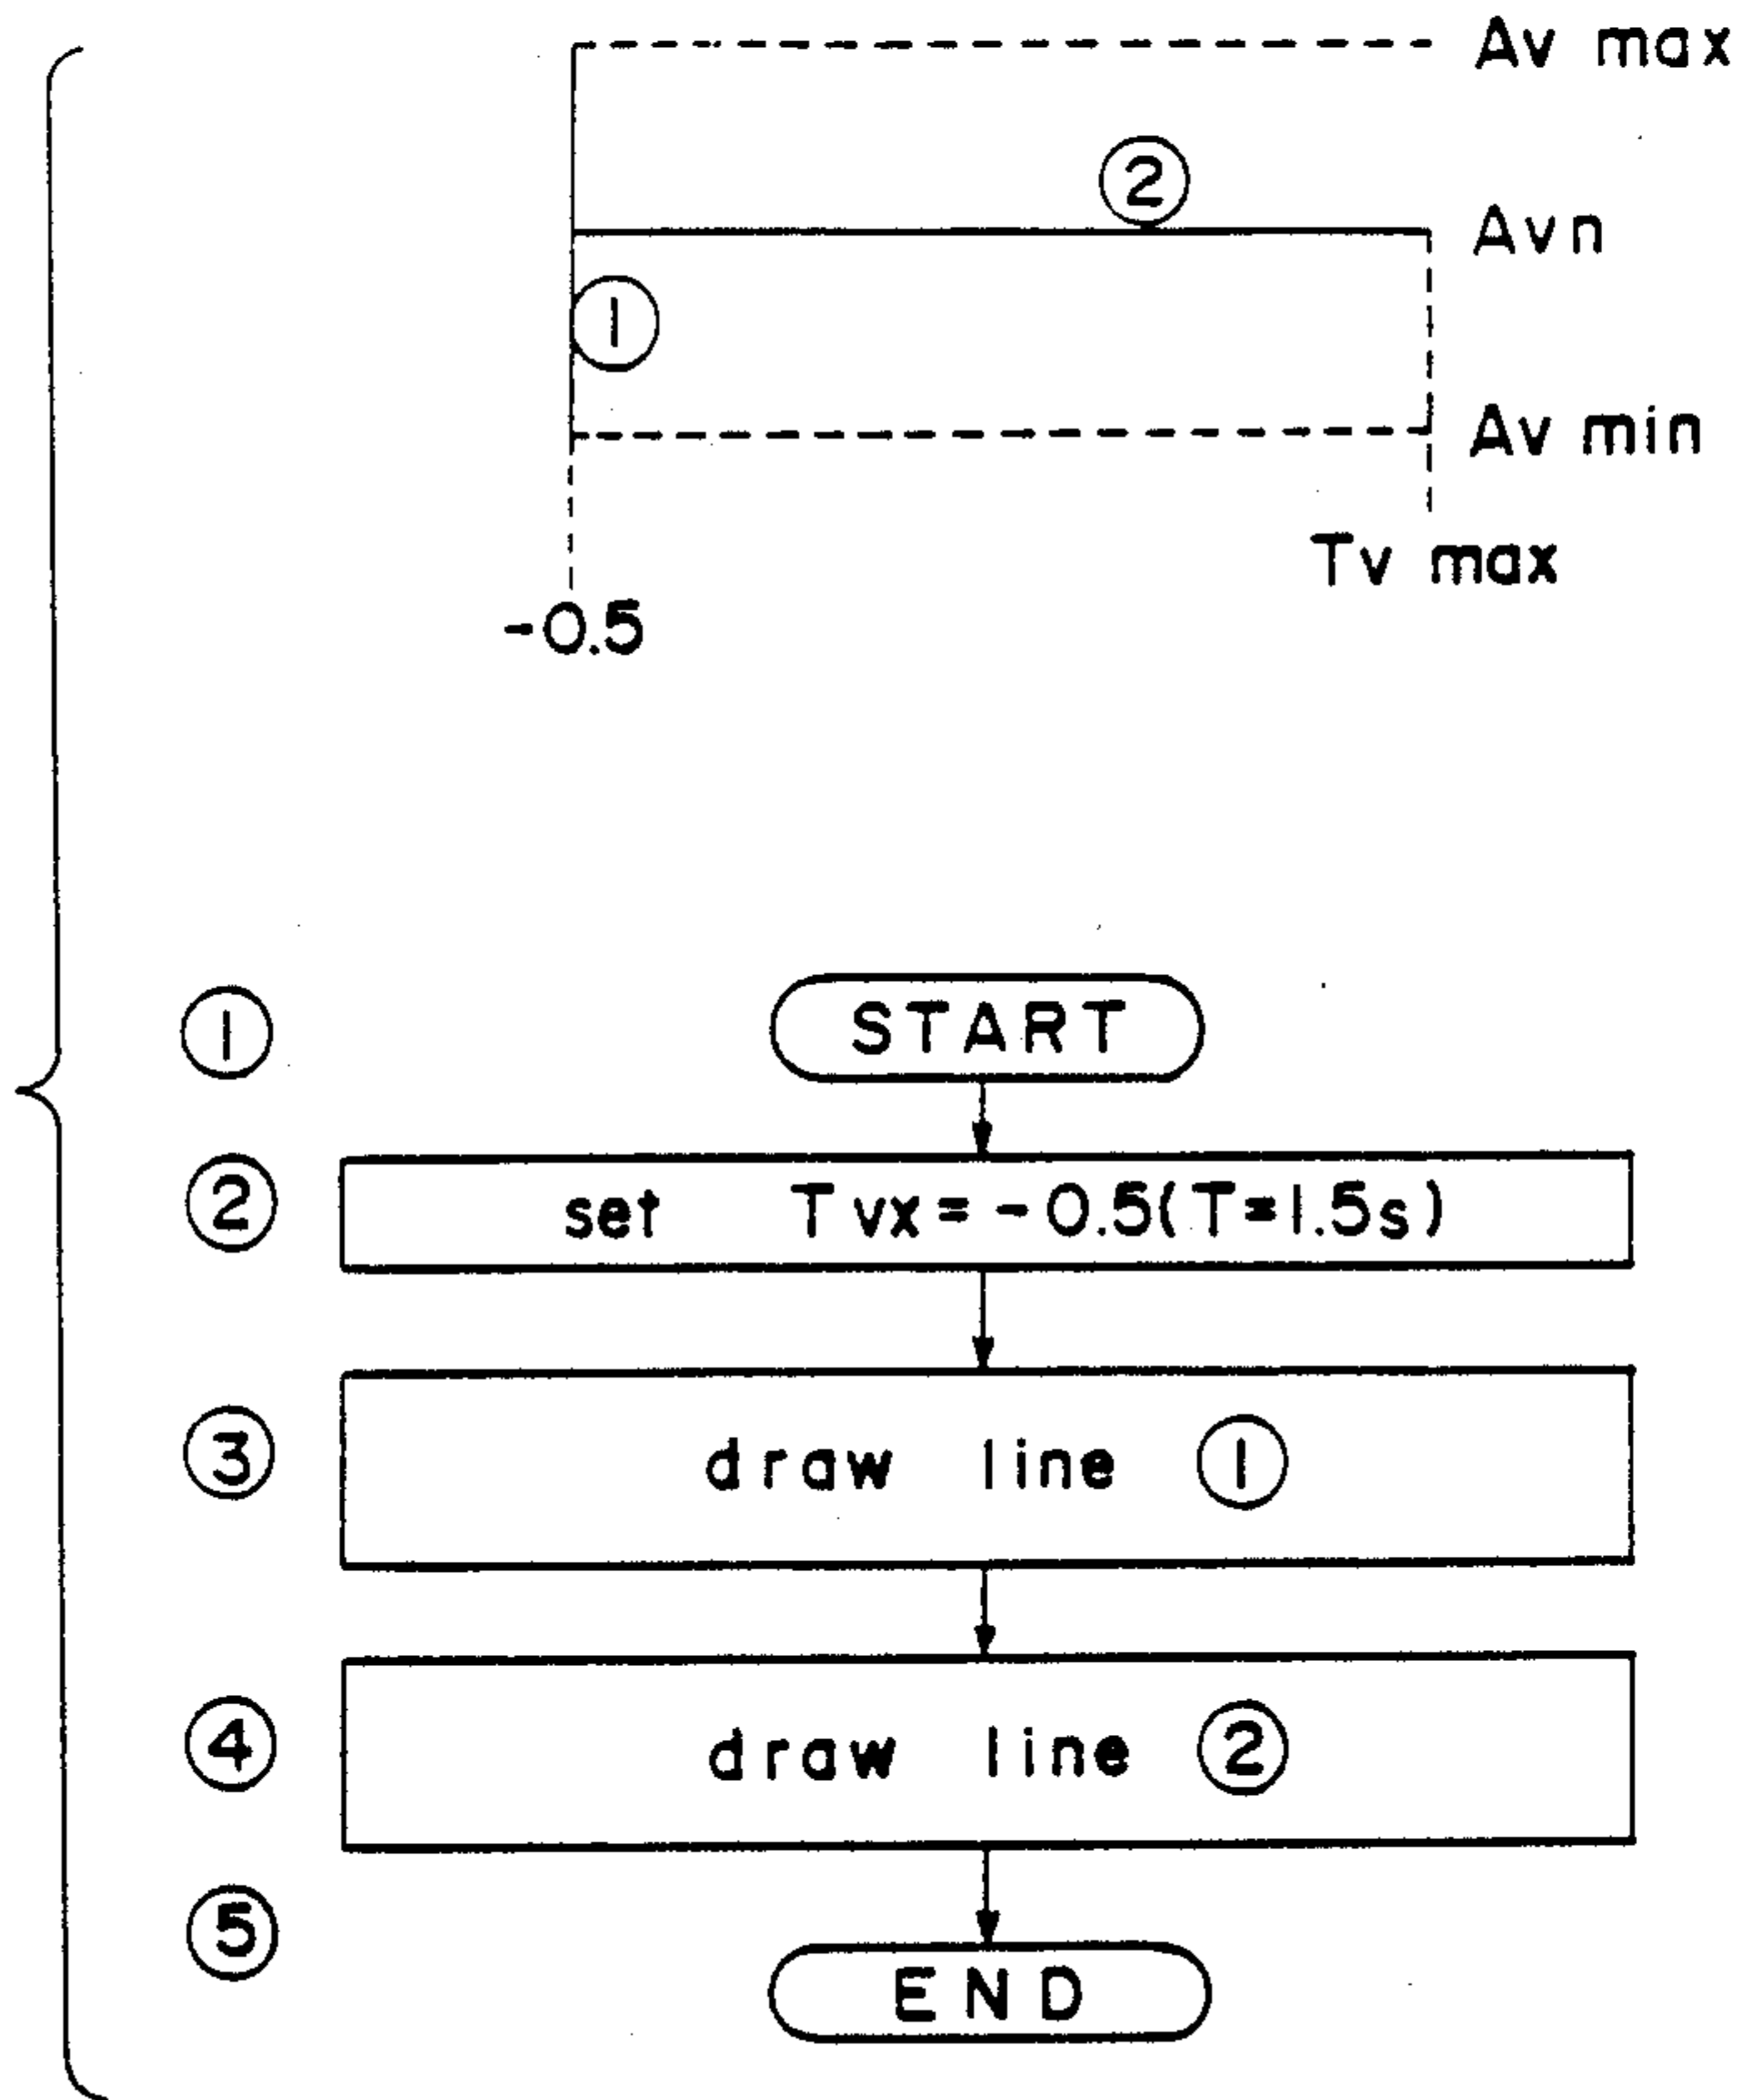 Av max
②
Avn
①
Av min
Tv max
-0.5
① START
② set Tvx=-0.5(T=1.5s)
③ draw line ①
④ draw line ②
⑤
END